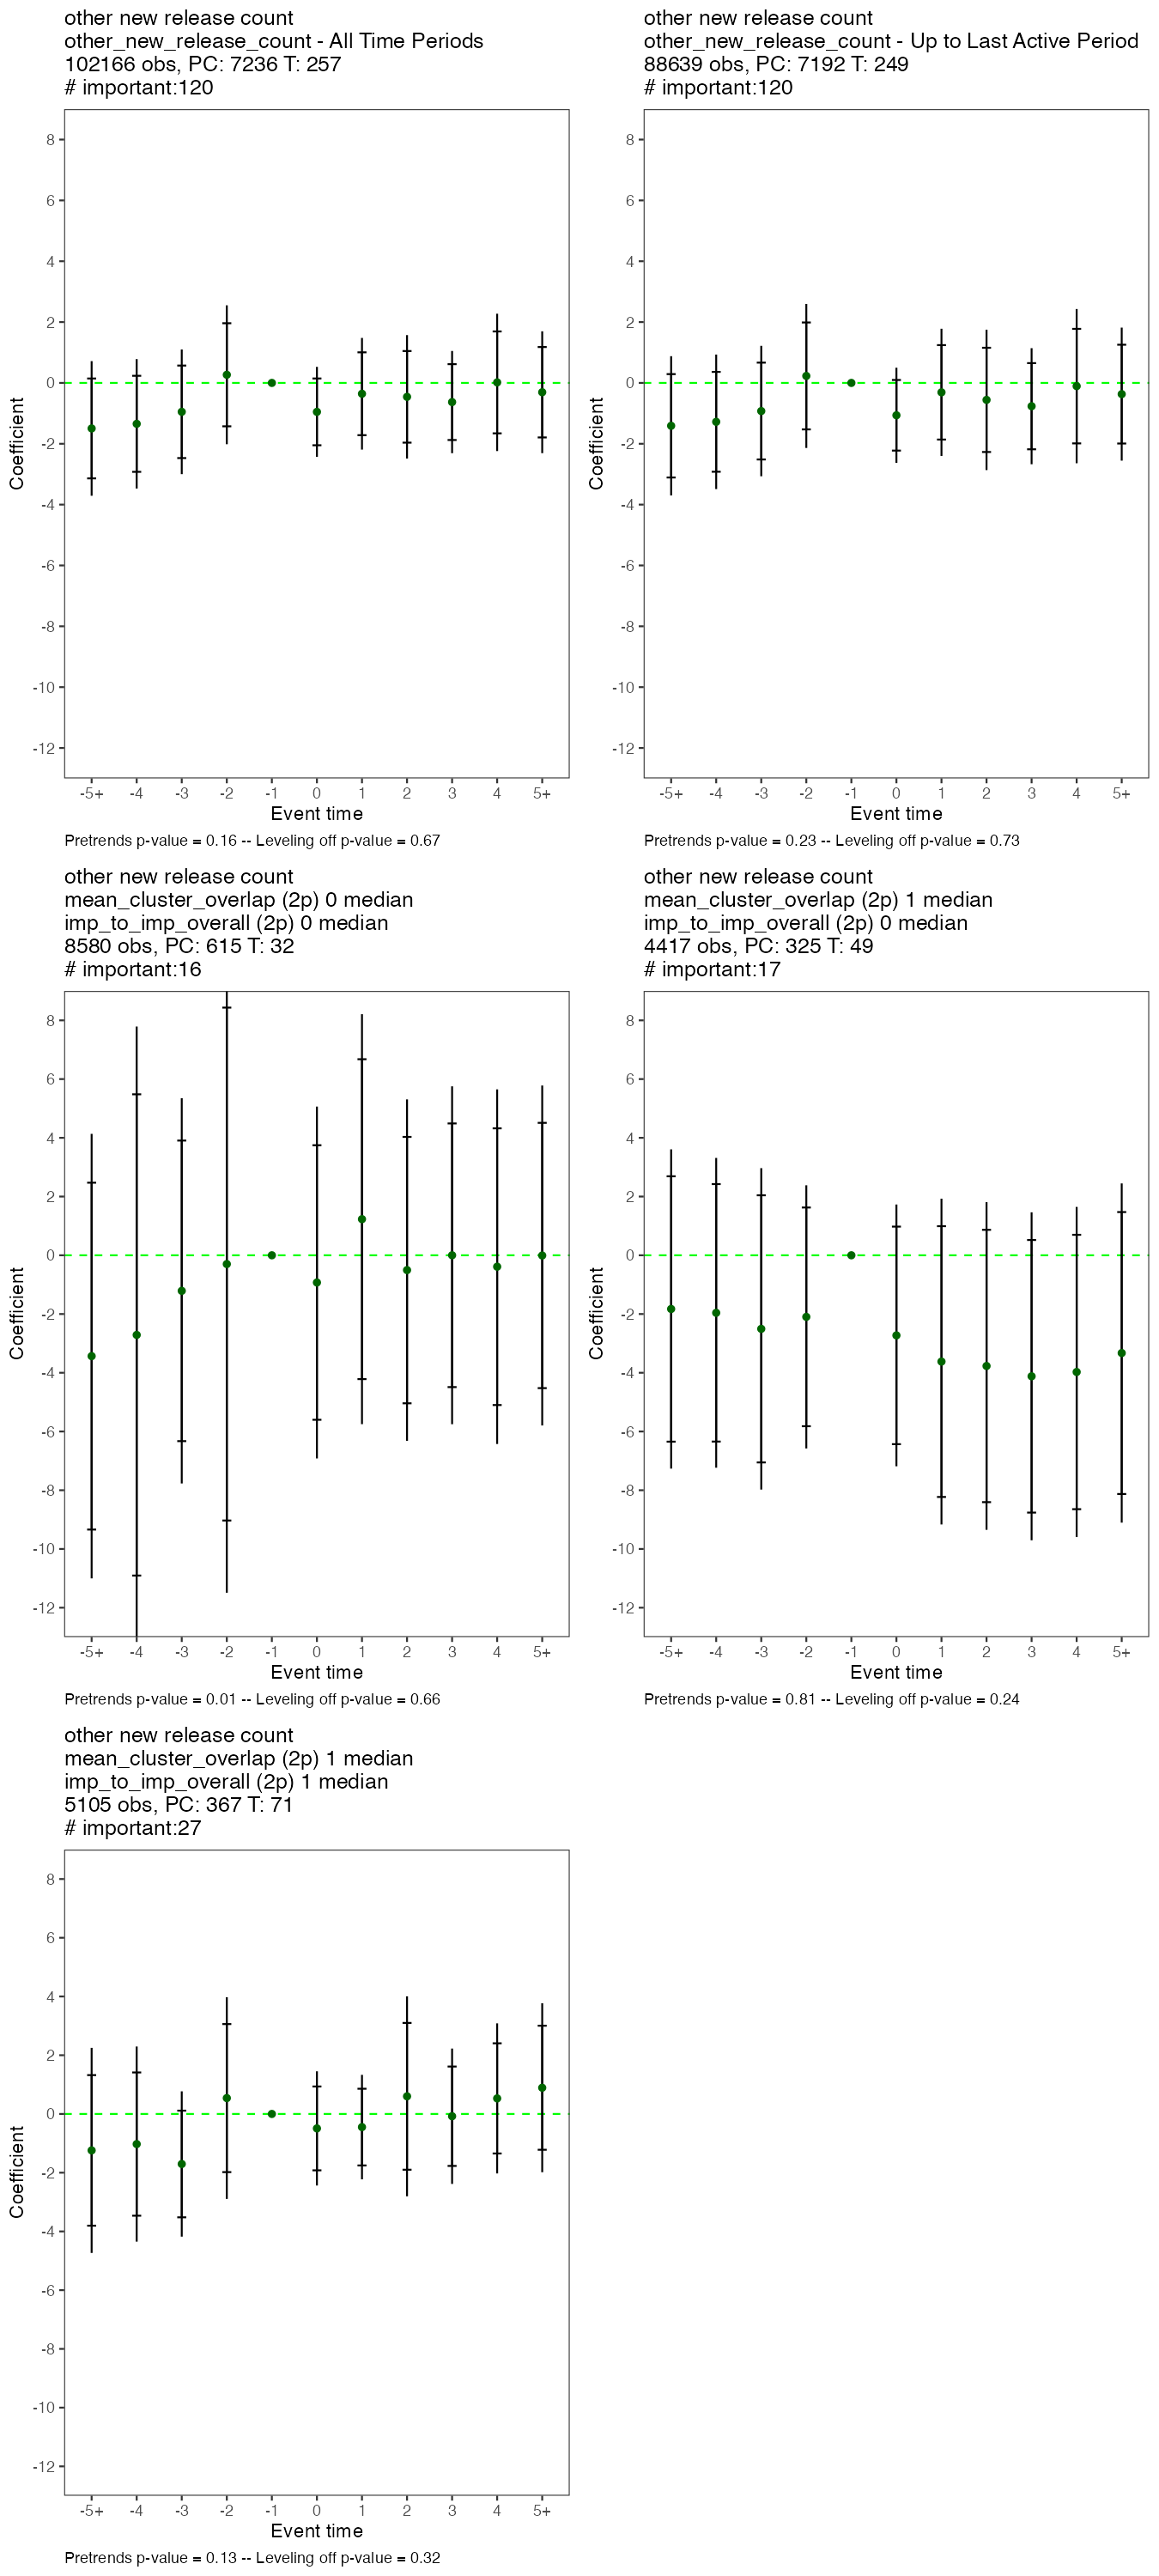 other new release count
other_new_release_count - All Time Periods
102166 obs, PC: 7236 T: 257
# important:120
8
6
4
2
0
-2
-4
-6
-8
-10
-12
Coefficient
-5+ -4 -3 -2 -1 0 1 2 3 4 5+
Event time
Pretrends p-value = 0.16 -- Leveling off p-value = 0.67
other new release count
other_new_release_count - Up to Last Active Period
88639 obs, PC: 7192 T: 249
# important:120
8
6
4
2
0
-2
-4
-6
-8
-10
-12
Coefficient
-5+ -4 -3 -2 -1 0 1 2 3 4 5+
Event time
Pretrends p-value = 0.23 -- Leveling off p-value = 0.73
other new release count
mean_cluster_overlap (2p) 0 median
imp_to_imp_overall (2p) 0 median
8580 obs, PC: 615 T: 32
# important:16
8
6
4
2
0
-2
-4
-6
-8
-10
-12
Coefficient
-5+ -4 -3 -2 -1 0 1 2 3 4 5+
Event time
Pretrends p-value = 0.01 -- Leveling off p-value = 0.66
other new release count
mean_cluster_overlap (2p) 1 median
imp_to_imp_overall (2p) 0 median
4417 obs, PC: 325 T: 49
# important:17
8
6
4
2
0
-2
-4
-6
-8
-10
-12
Coefficient
-5+ -4 -3 -2 -1 0 1 2 3 4 5+
Event time
Pretrends p-value = 0.81 -- Leveling off p-value = 0.24
other new release count
mean_cluster_overlap (2p) 1 median
imp_to_imp_overall (2p) 1 median
5105 obs, PC: 367 T: 71
# important:27
8
6
4
2
0
-2
-4
-6
-8
-10
-12
Coefficient
-5+ -4 -3 -2 -1 0 1 2 3 4 5+
Event time
Pretrends p-value = 0.13 -- Leveling off p-value = 0.32